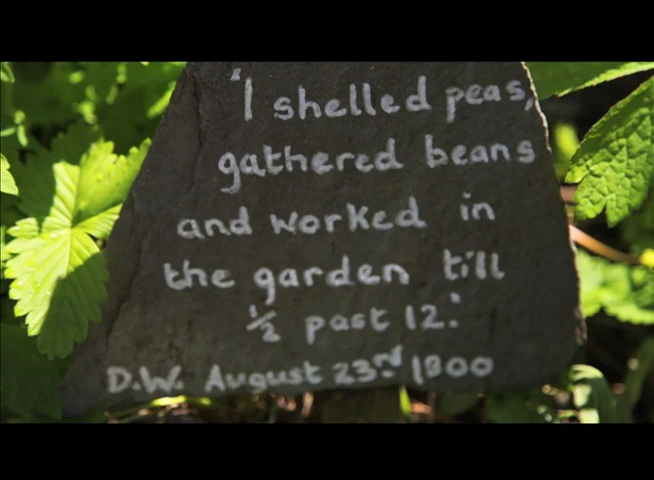 'I shelled peas,
gathered beans
and worked in
the garden till
½ past 12.'
D.W. August 23rd 1800